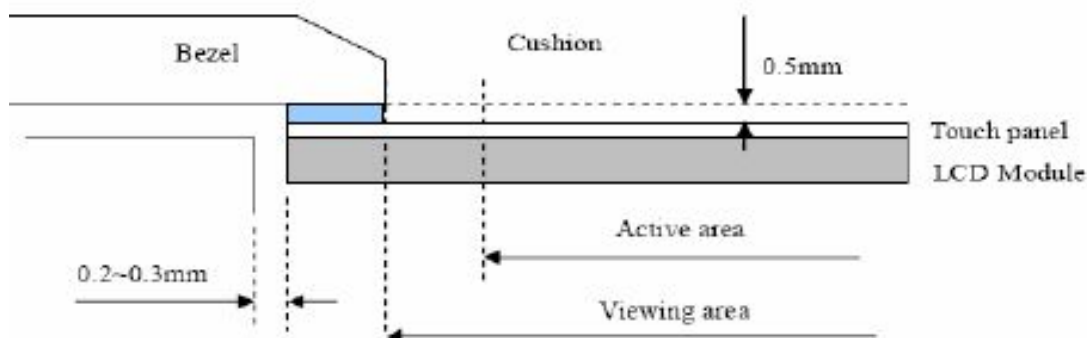 Cushion
Bezel
0.5mm
Touch panel
LCD Module
Active area
0.2~0.3mm
Viewing area